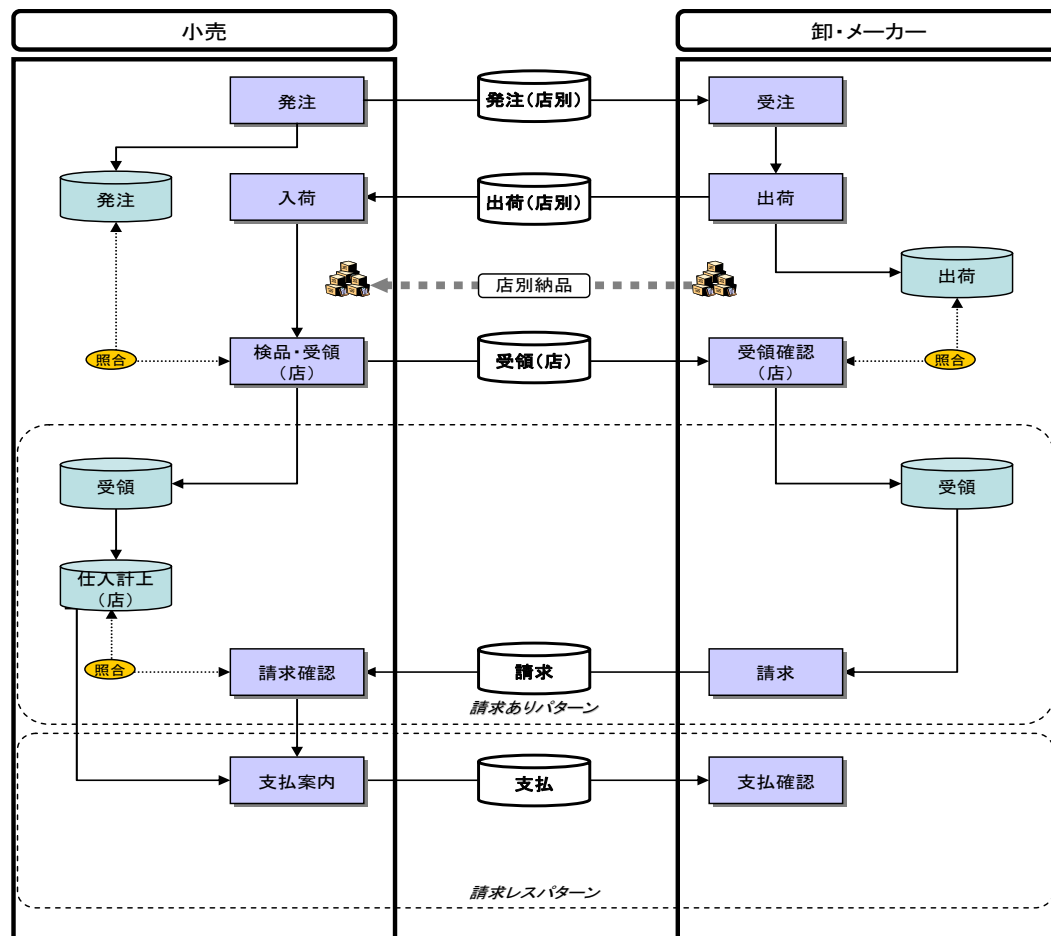 小売
卸・メーカー
発注
発注(店別)
受注
発注
入荷
出荷(店別)
出荷
店別納品
出荷
照合
検品・受領
(店)
受領(店)
受領確認
(店)
照合
受領
受領
仕入計上
(店)
照合
請求確認
請求
請求
請求ありパターン
支払案内
支払
支払確認
請求レスパターン